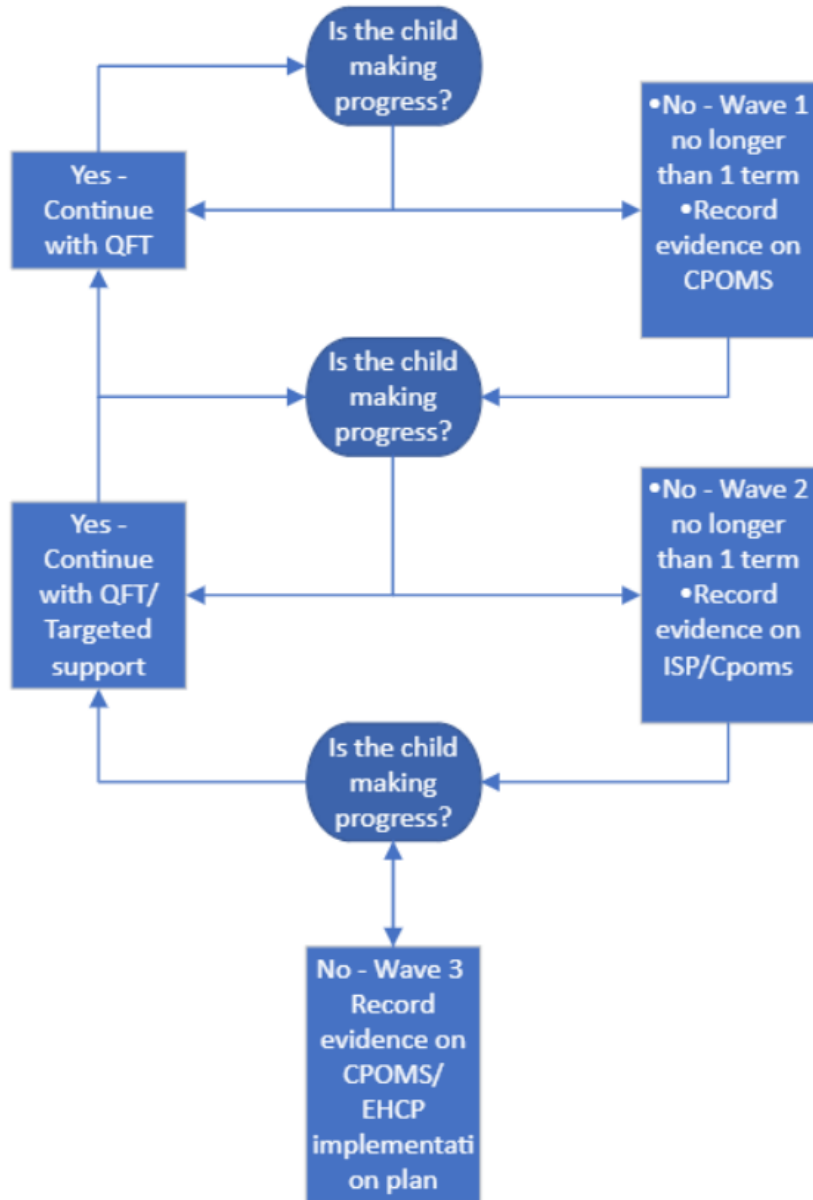 Is the child
making
progress?
•No - Wave 1
no longer
than 1 term
•Record
evidence on
CPOMS
Yes -
Continue
with QFT
Is the child
making
progress?
•No - Wave 2
no longer
than 1 term
•Record
evidence on
ISP/Cpoms
Yes -
Continue
with QFT/
Targeted
support
Is the child
making
progress?
No - Wave 3
Record
evidence on
CPOMS/
EHCP
implementati
on plan